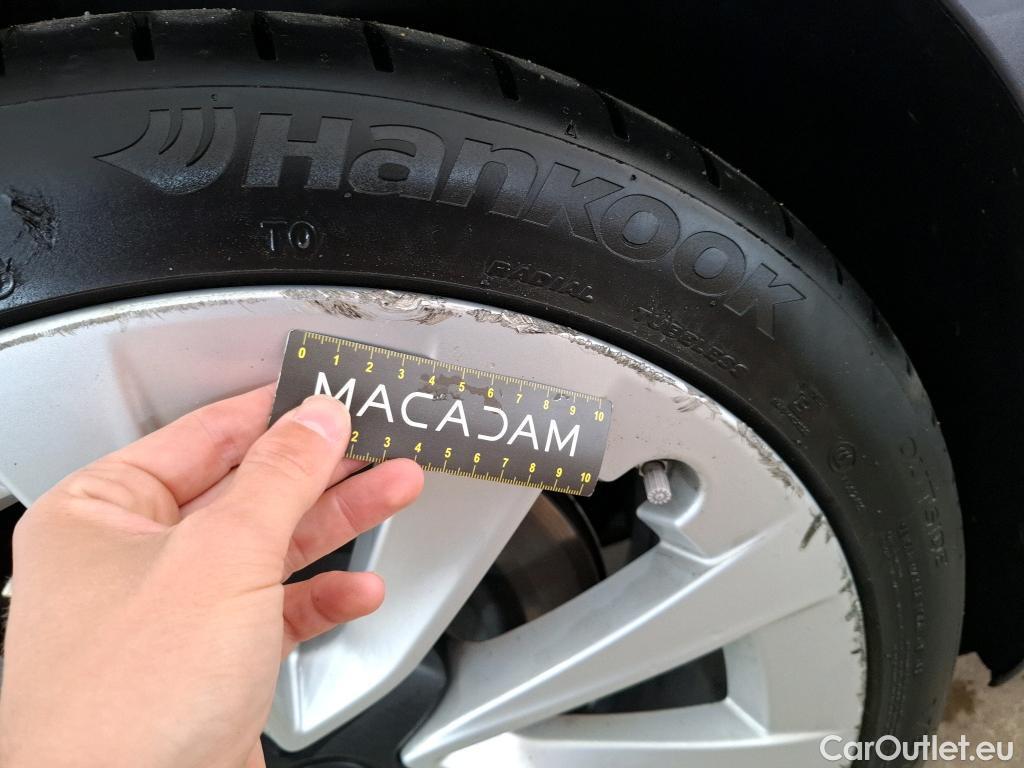 HanKOOK
TO
RADIAL
TUBELESS
OUTSIDE
0 1 2 3 4 5 6 7 8 9 10
MACADAM
2 3 4 5 6 7 8 9 10
CarOutlet.eu